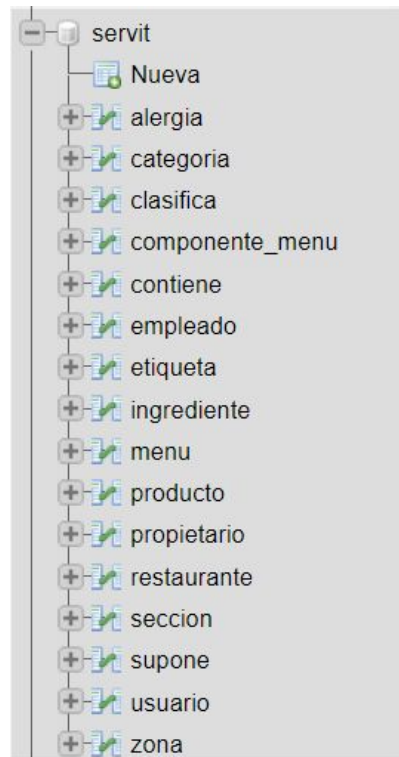 servit
Nueva
alergia
categoria
clasifica
componente_menu
contiene
empleado
etiqueta
ingrediente
menu
producto
propietario
restaurante
seccion
supone
usuario
zona